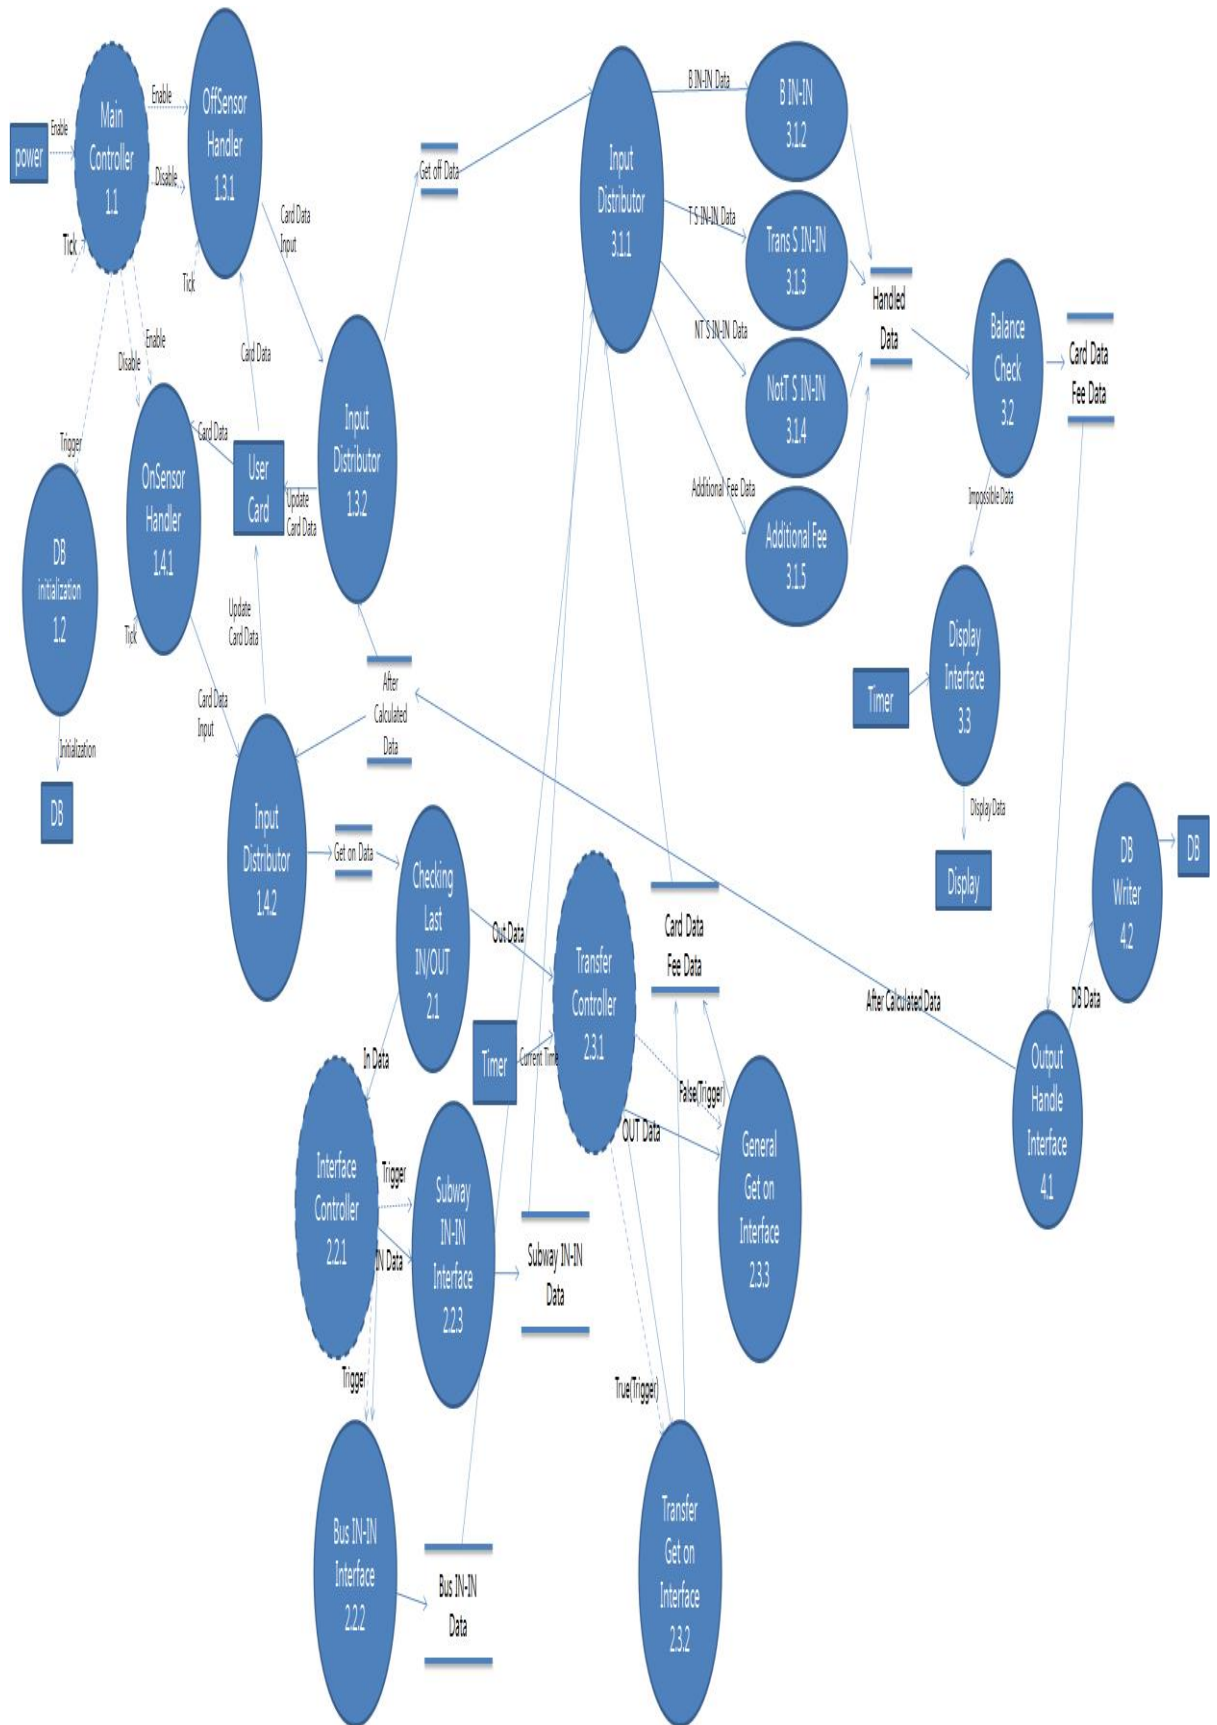 Main
Controller
1.1
power
Enable
Enable
Disable
Tick
OffSensor
Handler
1.3.1
Tick
Card Data
Input
Card Data
Enable
Disable
Trigger
DB
initialization
1.2
Initialization
DB
OnSensor
Handler
1.4.1
Tick
Card Data
User
Card
Update
Card Data
Input
Distributor
1.3.2
Update
Card Data
Card Data
Input
Get off Data
Input
Distributor
1.4.2
After
Calculated
Data
Get on Data
Checking
Last
IN/OUT
2.1
Out Data
In Data
Timer
Current Time
Transfer
Controller
2.3.1
Interface
Controller
2.2.1
Trigger
IN Data
Trigger
Subway
IN-IN
Interface
2.2.3
Subway IN-IN
Data
Bus IN-IN
Interface
2.2.2
Bus IN-IN
Data
False(Trigger)
OUT Data
True(Trigger)
General
Get on
Interface
2.3.3
Transfer
Get on
Interface
2.3.2
Card Data
Fee Data
Input
Distributor
3.1.1
B IN-IN Data
T S IN-IN Data
NT S IN-IN Data
Additional Fee Data
B IN-IN
3.1.2
Trans S IN-IN
3.1.3
NotT S IN-IN
3.1.4
Additional Fee
3.1.5
Handled
Data
Balance
Check
3.2
Card Data
Fee Data
Impossible Data
Timer
Display
Interface
3.3
Display Data
Display
After Calculated Data
Output
Handle
Interface
4.1
DB Data
DB
Writer
4.2
DB